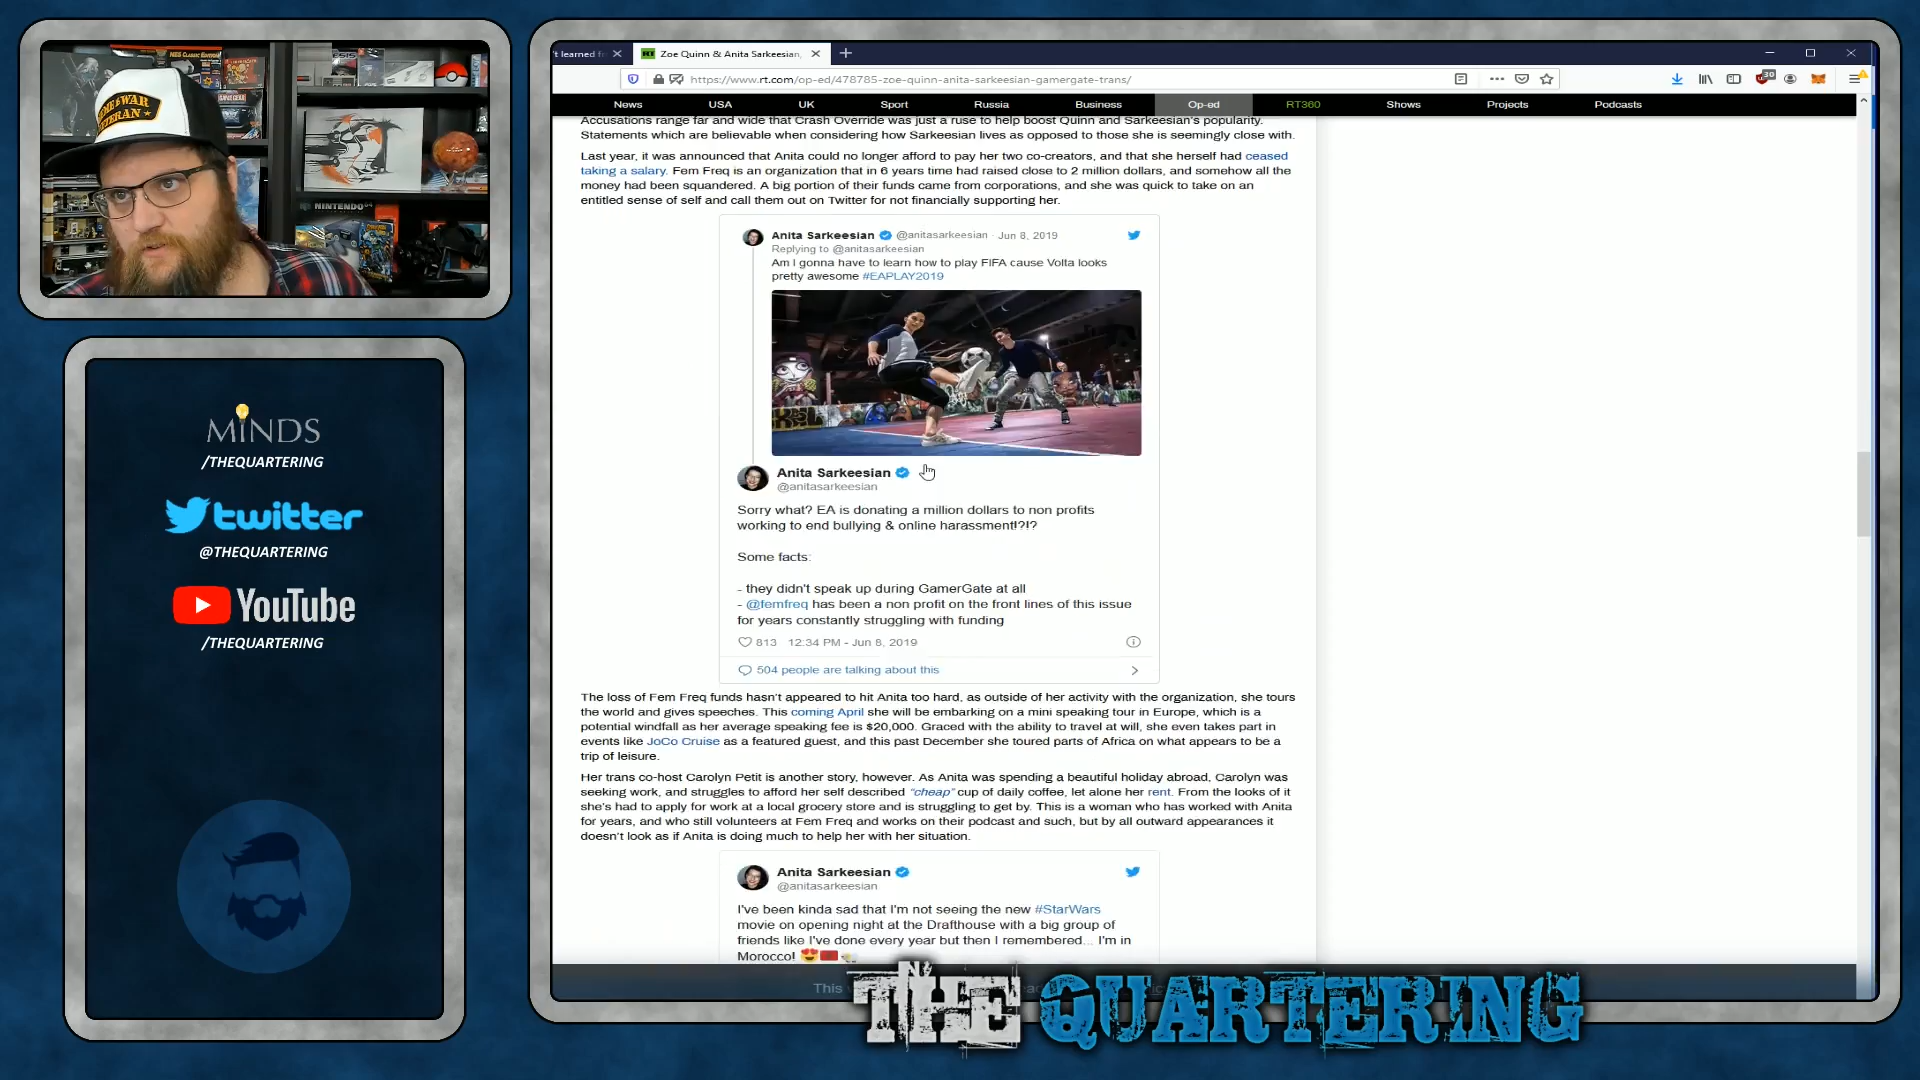 't learned f
Zoe Quinn & Anita Sarkeesian,
https://www.rt.com/op-ed/478785-zoe-quinn-anita-sarkeesian-gamergate-trans/
30
News USA UK Sport Russia Business Op-ed RT360 Shows Projects Podcasts
Accusations range far and wide that Crash Override was just a ruse to help boost Quinn and Sarkeesian's popularity.
Statements which are believable when considering how Sarkeesian lives as opposed to those she is seemingly close with.
Last year, it was announced that Anita could no longer afford to pay her two co-creators, and that she herself had ceased
taking a salary. Fem Freq is an organization that in 6 years time had raised close to 2 million dollars, and somehow all the
money had been squandered. A big portion of their funds came from corporations, and she was quick to take on an
entitled sense of self and call them out on Twitter for not financially supporting her.
Anita Sarkeesian @anitasarkeesian · Jun 8, 2019
Replying to @anitasarkeesian
Am I gonna have to learn how to play FIFA cause Volta looks
pretty awesome #EAPLAY2019
Anita Sarkeesian
@anitasarkeesian
Sorry what? EA is donating a million dollars to non profits
working to end bullying & online harassment!?!?
Some facts:
- they didn't speak up during GamerGate at all
- @femfreq has been a non profit on the front lines of this issue
for years constantly struggling with funding
813 12:34 PM - Jun 8, 2019
504 people are talking about this
The loss of Fem Freq funds hasn't appeared to hit Anita too hard, as outside of her activity with the organization, she tours
the world and gives speeches. This coming April she will be embarking on a mini speaking tour in Europe, which is a
potential windfall as her average speaking fee is $20,000. Graced with the ability to travel at will, she even takes part in
events like JoCo Cruise as a featured guest, and this past December she toured parts of Africa on what appears to be a
trip of leisure.
Her trans co-host Carolyn Petit is another story, however. As Anita was spending a beautiful holiday abroad, Carolyn was
seeking work, and struggles to afford her self described "cheap" cup of daily coffee, let alone her rent. From the looks of it
she's had to apply for work at a local grocery store and is struggling to get by. This is a woman who has worked with Anita
for years, and who still volunteers at Fem Freq and works on their podcast and such, but by all outward appearances it
doesn't look as if Anita is doing much to help her with her situation.
Anita Sarkeesian
@anitasarkeesian
I've been kinda sad that I'm not seeing the new #StarWars
movie on opening night at the Drafthouse with a big group of
friends like I've done every year but then I remembered... I'm in
Morocco!
This
THE QUARTERING
MINDS
/THEQUARTERING
twitter
@THEQUARTERING
YouTube
/THEQUARTERING
NINTENDO
VETERAN